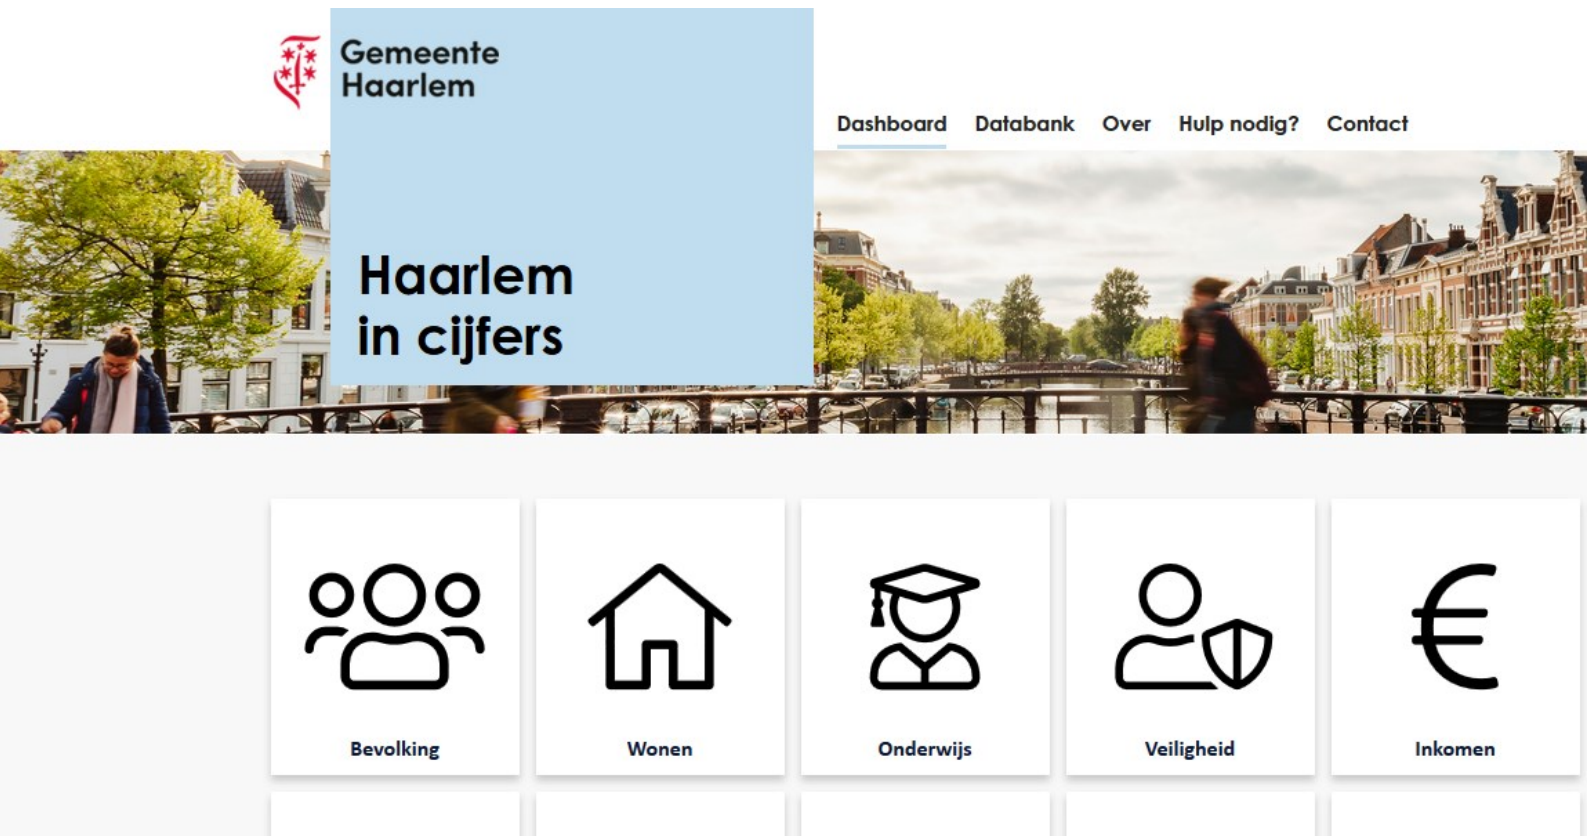 Gemeente
Haarlem
Dashboard Databank Over Hulp nodig? Contact
Haarlem
in cijfers
Bevolking Wonen Onderwijs Veiligheid Inkomen